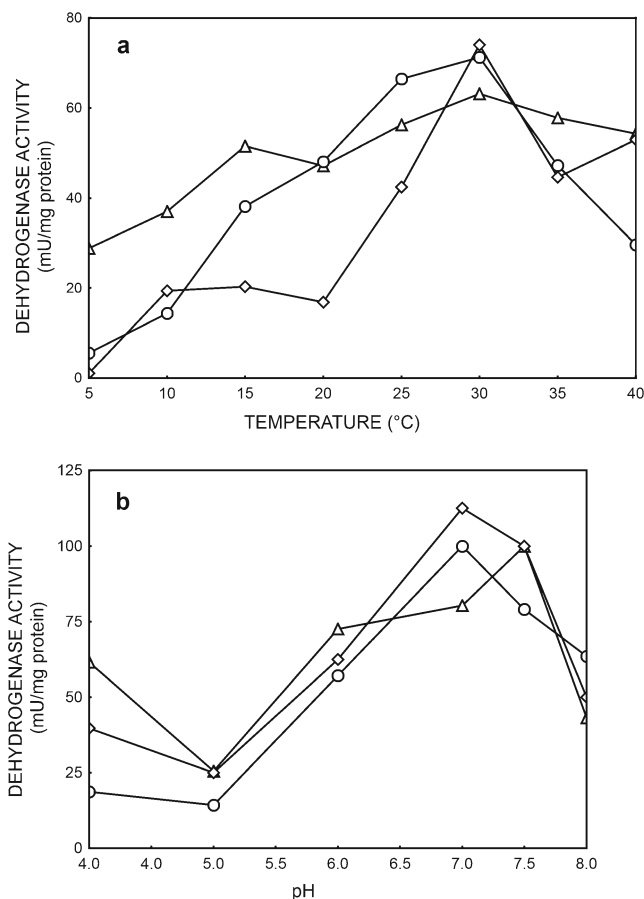 a
DEHYDROGENASE ACTIVITY
(mU/mg protein)
80
60
40
20
0
5 10 15 20 25 30 35 40
TEMPERATURE (°C)
b
DEHYDROGENASE ACTIVITY
(mU/mg protein)
125
100
75
50
25
0
4.0 4.0 5.0 5.5 6.0 6.5 7.0 7.5 8.0
pH